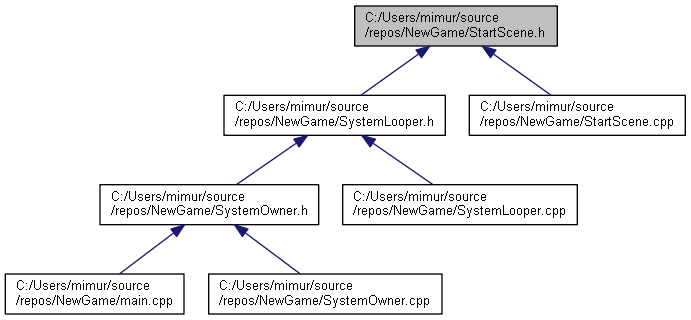 C:/Users/mimur/source
/repos/NewGame/StartScene.h
C:/Users/mimur/source
/repos/NewGame/SystemLooper.h
C:/Users/mimur/source
/repos/NewGame/StartScene.cpp
C:/Users/mimur/source
/repos/NewGame/SystemOwner.h
C:/Users/mimur/source
/repos/NewGame/SystemLooper.cpp
C:/Users/mimur/source
/repos/NewGame/main.cpp
C:/Users/mimur/source
/repos/NewGame/SystemOwner.cpp